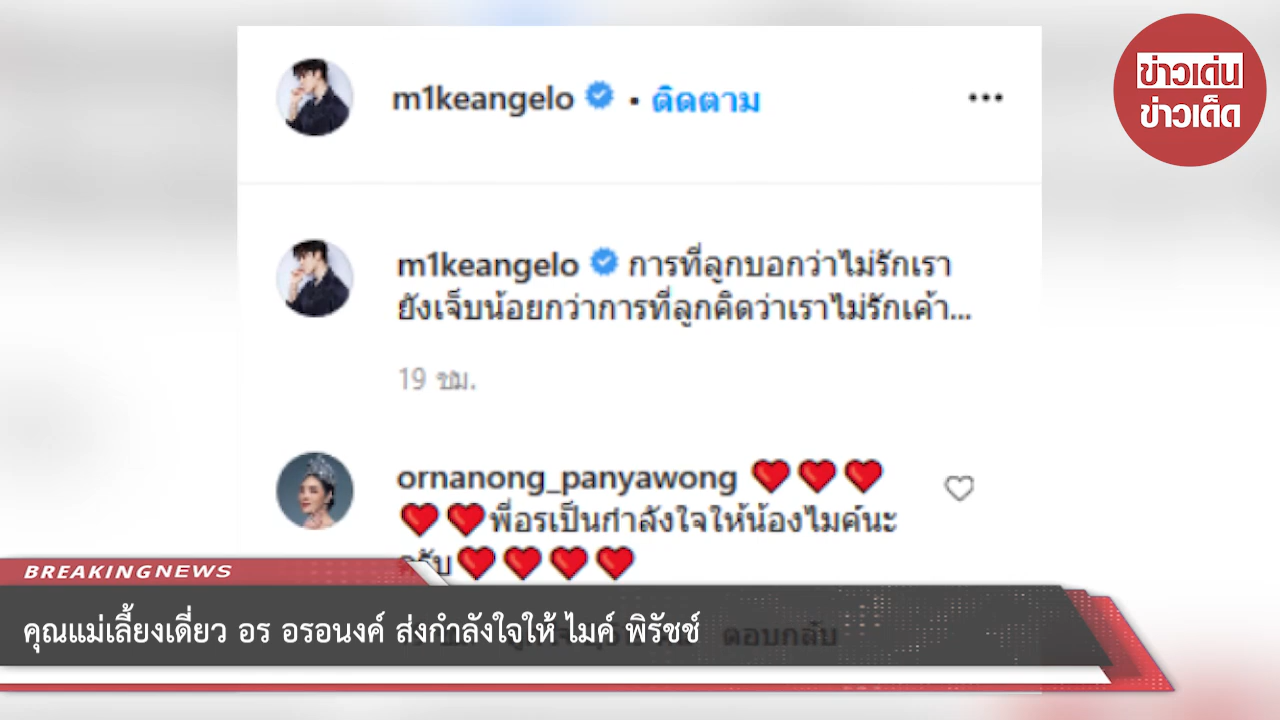 ข่าวเด่น
ข่าวเด็ด
m1keangelo • ติดตาม
m1keangelo การที่ลูกบอกว่าไม่รักเรา
ยังเจ็บน้อยกว่าการที่ลูกคิดว่าเราไม่รักเค้า...
19 ชม.
ornanong_panyawong ❤❤❤
❤❤พี่อรเป็นกำลังใจให้น้องไมค์นะ
ครับ❤❤❤❤
ตอบกลับ
BREAKING NEWS
คุณแม่เลี้ยงเดี่ยว อร อรอนงค์ ส่งกำลังใจให้ ไมค์ พิรัชช์